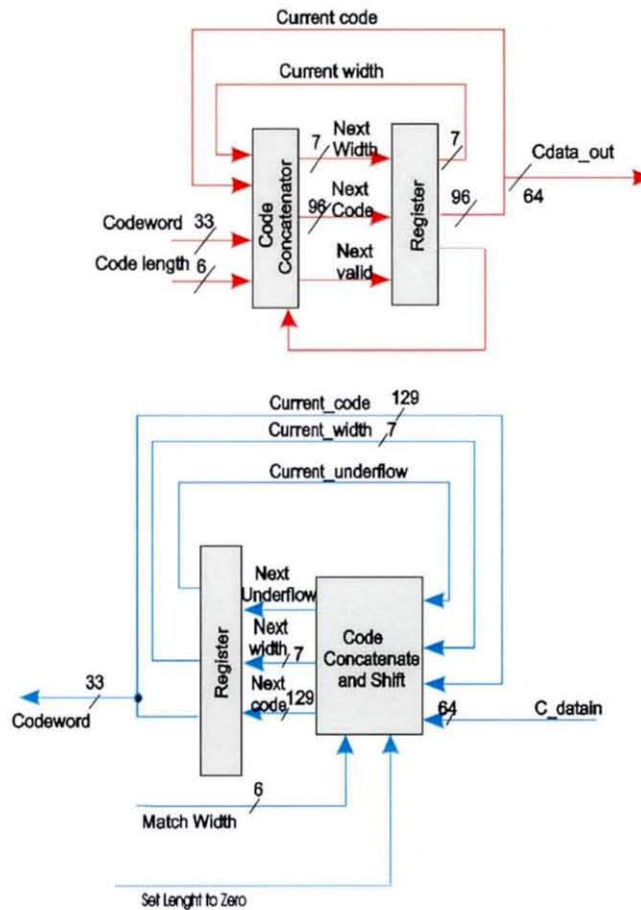 Current code
Current width
7
Next
Width
7
Cdata_out
64
96
Next
Code
96
Codeword 33
Code length 6
Code
Concatenator
Register
Next
valid
Current_code 129
Current_width 7
Current_underflow
Next
Underflow
Next
width 7
Next
code 129
Register
Code
Concatenate
and Shift
33
Codeword
64
C_datain
6
Match Width
Set Lenght to Zero